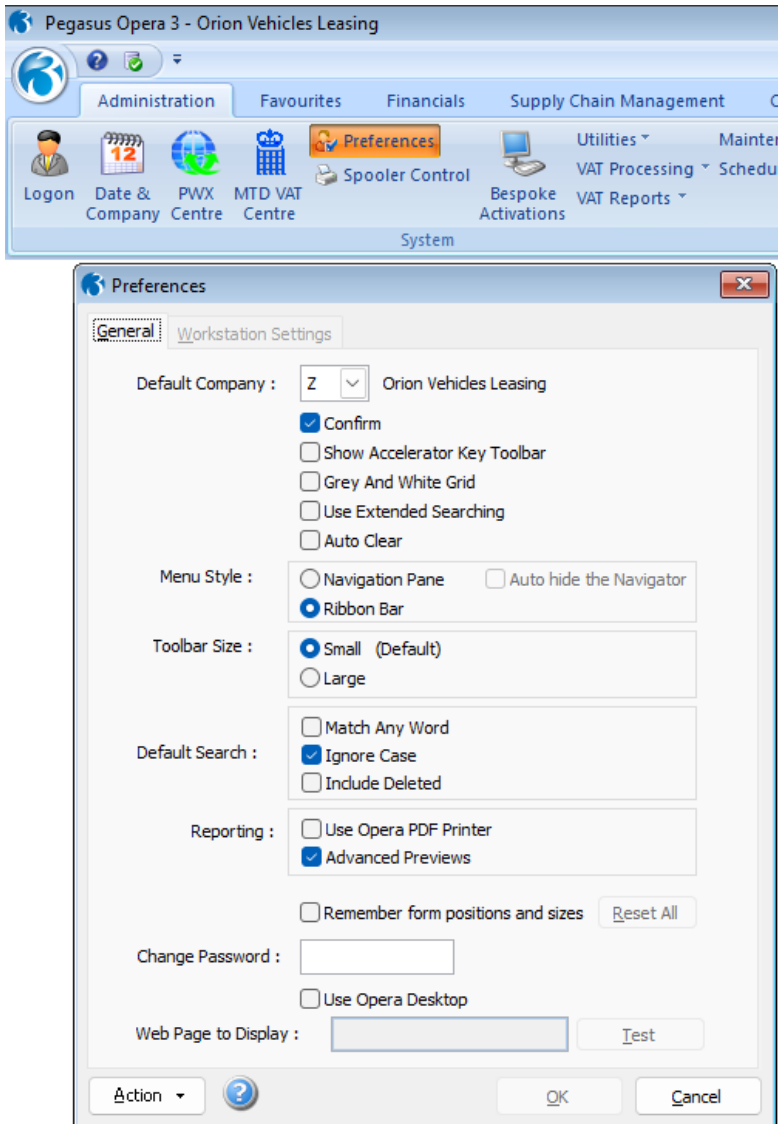 Pegasus Opera 3 - Orion Vehicles Leasing
Administration Favourites Financials Supply Chain Management
Logon Date & Company PWX Centre MTD VAT Centre Preferences Spooler Control Bespoke Activations Utilities VAT Processing VAT Reports
12
System
Preferences
General Workstation Settings
Default Company : Z Orion Vehicles Leasing
Confirm
Show Accelerator Key Toolbar
Grey And White Grid
Use Extended Searching
Auto Clear
Menu Style : Navigation Pane Auto hide the Navigator
Ribbon Bar
Toolbar Size : Small (Default)
Large
Match Any Word
Default Search : Ignore Case
Include Deleted
Reporting : Use Opera PDF Printer
Advanced Previews
Remember form positions and sizes Reset All
Change Password :
Use Opera Desktop
Web Page to Display : Test
Action OK Cancel